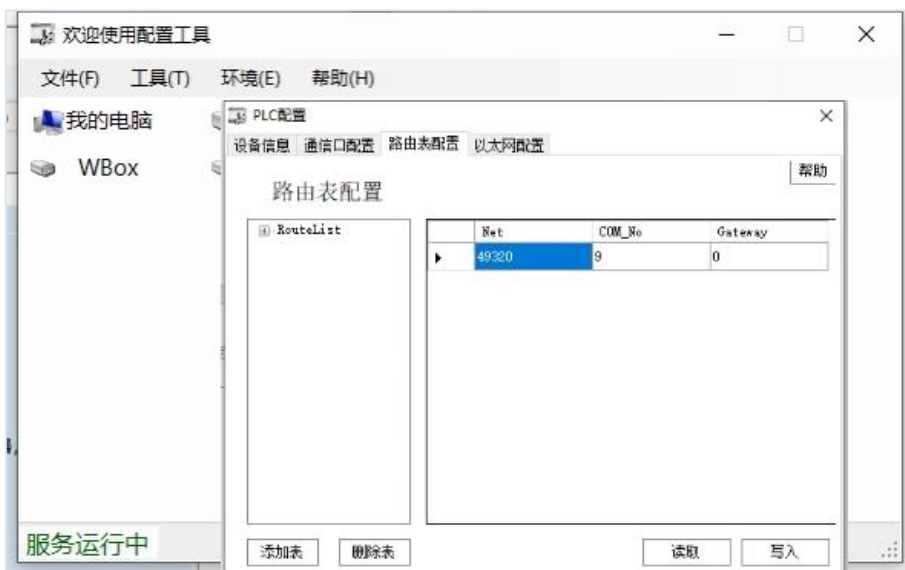 欢迎使用配置工具
文件(F) 工具(T) 环境(E) 帮助(H)
我的电脑
WBox
PLC配置
设备信息 通信口配置 路由表配置 以太网配置
帮助
路由表配置
RouteList
Net COM_No Gateway
49320 9 0
添加表 删除表 读取 写入
服务运行中